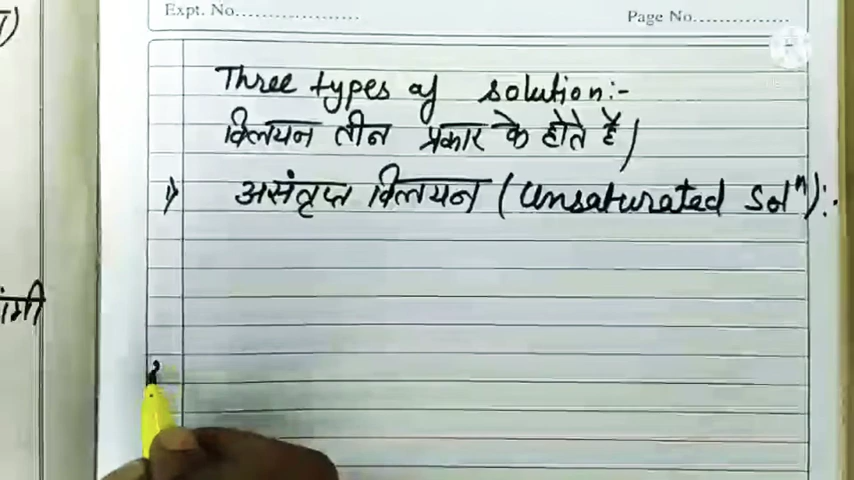 Expt. No.
Page No.
Three types of solution:-
विलयन तीन प्रकार के होते हैं।
1) असंतृप्त विलयन (Unsaturated Solⁿ):-